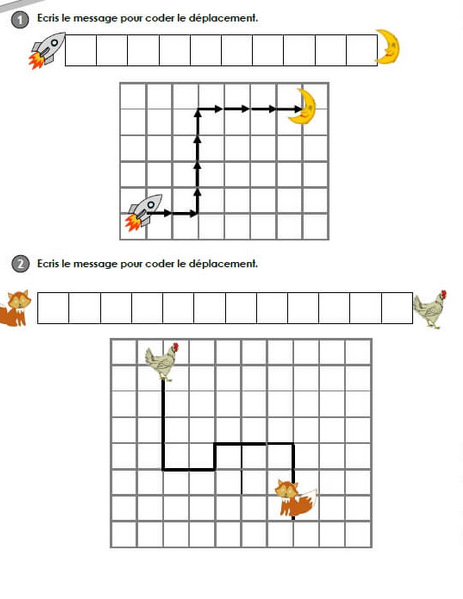 1 Ecris le message pour coder le déplacement.
2 Ecris le message pour coder le déplacement.